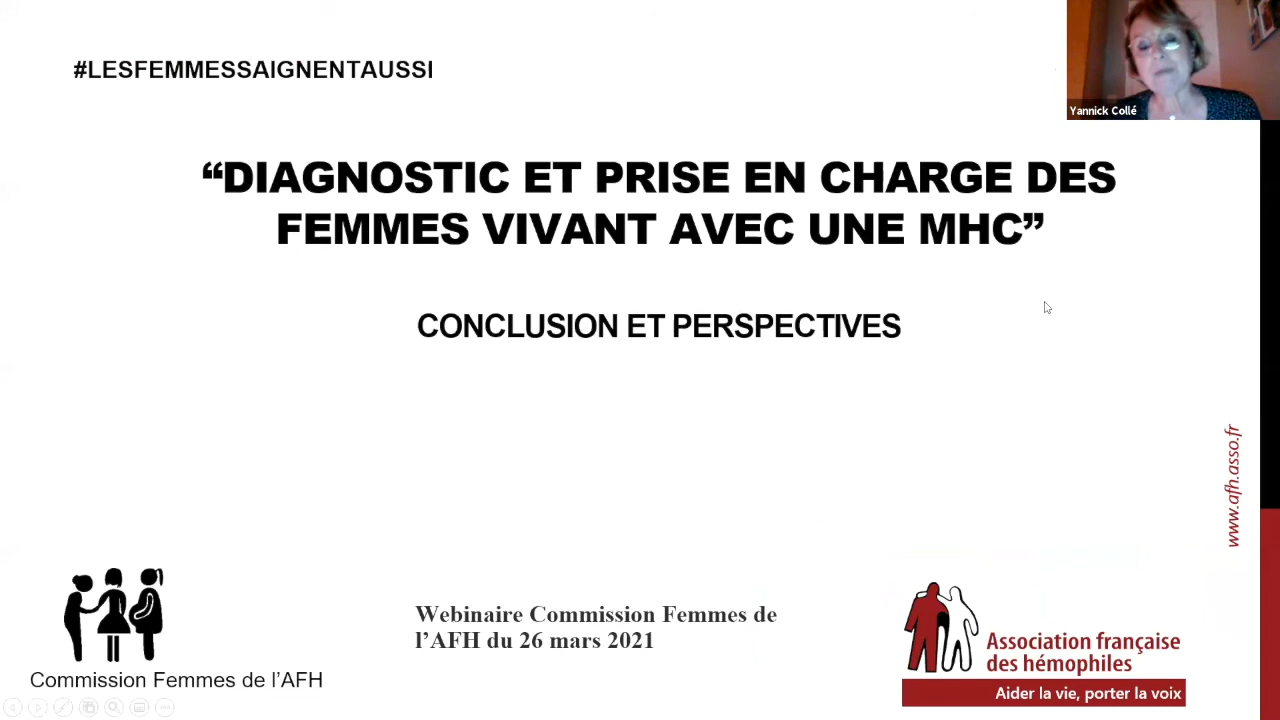 #LESFEMMESSAIGNENTAUSSI
Yannick Collé
“DIAGNOSTIC ET PRISE EN CHARGE DES
FEMMES VIVANT AVEC UNE MHC”
CONCLUSION ET PERSPECTIVES
www.afh.asso.fr
Webinaire Commission Femmes de
l’AFH du 26 mars 2021
Commission Femmes de l’AFH
Association française
des hémophiles
Aider la vie, porter la voix